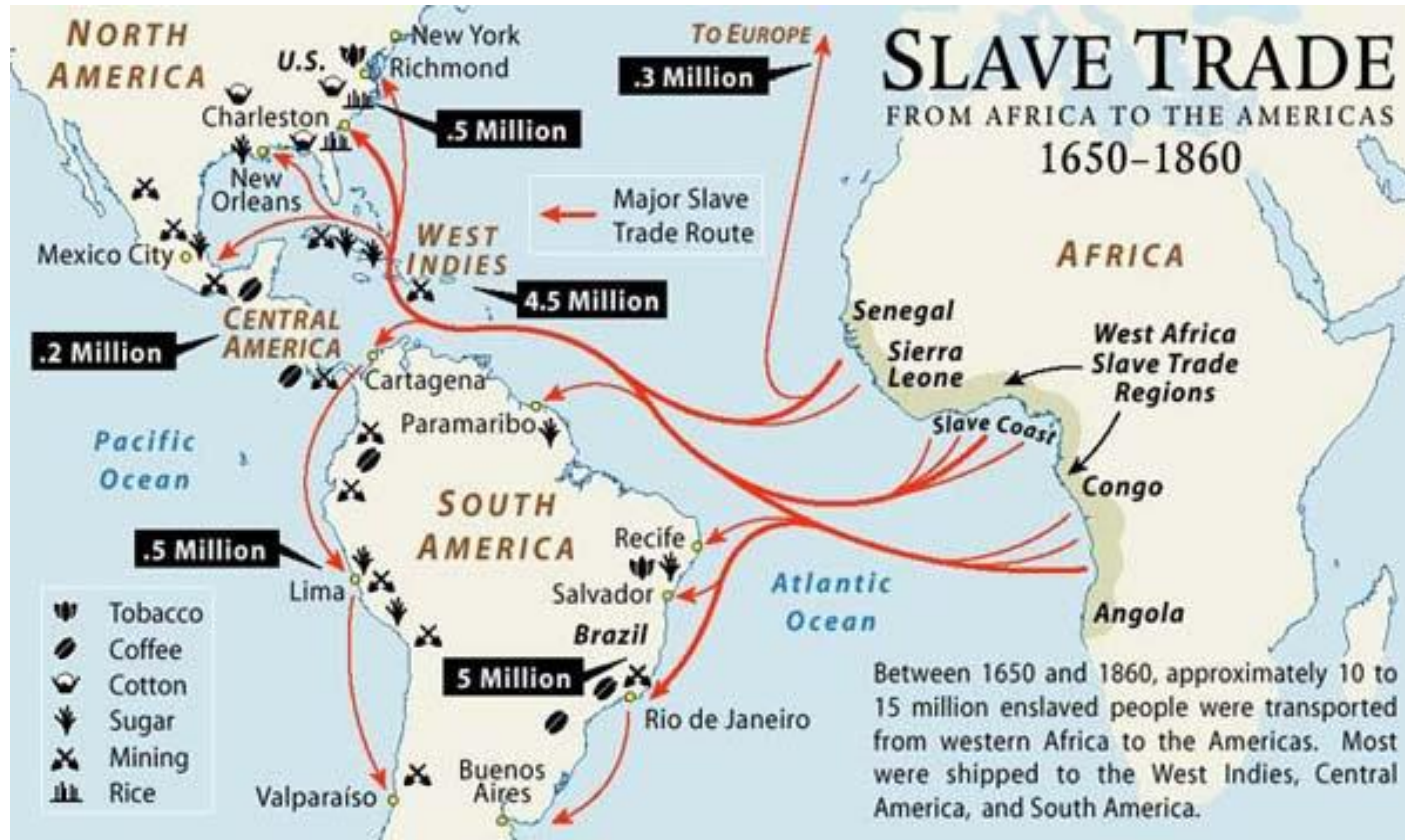 SLAVE TRADE
FROM AFRICA TO THE AMERICAS
1650–1860
NORTH
AMERICA
U.S.
New York
Richmond
Charleston
.5 Million
New
Orleans
Mexico City
TO EUROPE
.3 Million
Major Slave
Trade Route
WEST
INDIES
4.5 Million
CENTRAL
AMERICA
.2 Million
Cartagena
Paramaribo
Pacific
Ocean
SOUTH
AMERICA
.5 Million
Lima
Recife
Salvador
Brazil
5 Million
Rio de Janeiro
Buenos
Aires
Valparaíso
Atlantic
Ocean
AFRICA
Senegal
Sierra
Leone
West Africa
Slave Trade
Regions
Slave Coast
Congo
Angola
Tobacco
Coffee
Cotton
Sugar
Mining
Rice
Between 1650 and 1860, approximately 10 to
15 million enslaved people were transported
from western Africa to the Americas. Most
were shipped to the West Indies, Central
America, and South America.